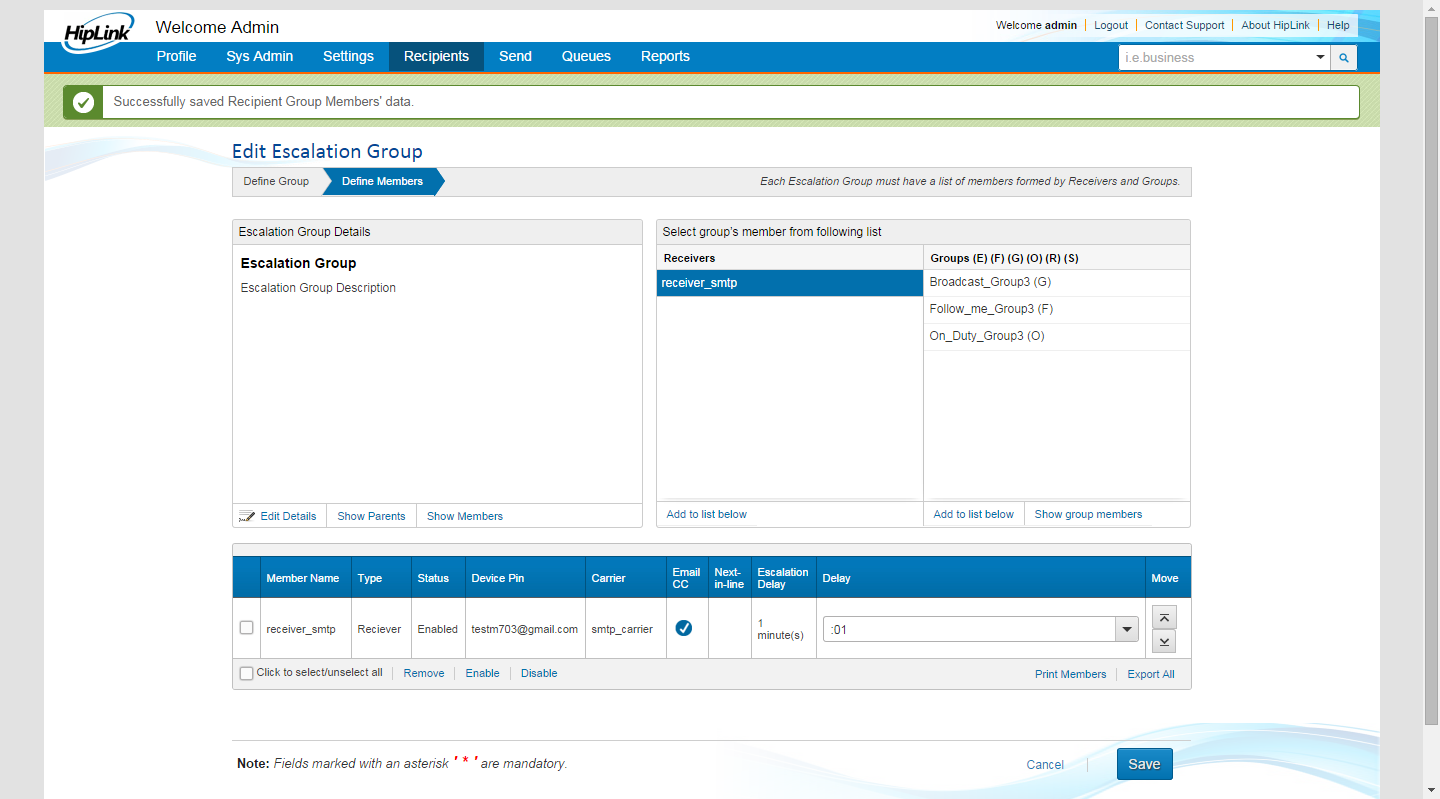 HipLink
Welcome Admin
Welcome admin Logout Contact Support About HipLink Help
Profile Sys Admin Settings Recipients Send Queues Reports
i.e.business
Successfully saved Recipient Group Members' data.
Edit Escalation Group
Define Group Define Members Each Escalation Group must have a list of members formed by Receivers and Groups.
Escalation Group Details
Escalation Group
Escalation Group Description
Edit Details Show Parents Show Members
Select group's member from following list
Receivers Groups (E) (F) (G) (O) (R) (S)
receiver_smtp Broadcast_Group3 (G)
Follow_me_Group3 (F)
On_Duty_Group3 (O)
Add to list below Add to list below Show group members
Member Name Type Status Device Pin Carrier Email CC Next-in-line Escalation Delay Delay Move
receiver_smtp Reciever Enabled testm703@gmail.com smtp_carrier 1 minute(s) :01
Click to select/unselect all Remove Enable Disable Print Members Export All
Note: Fields marked with an asterisk ' * ' are mandatory. Cancel Save